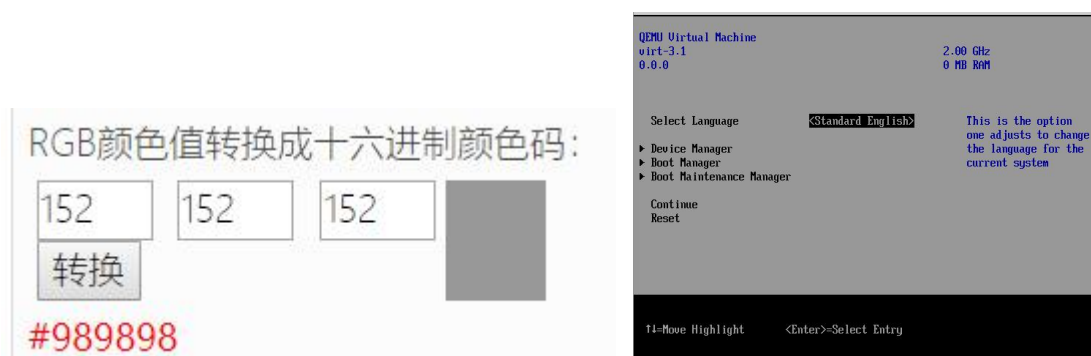 RGB颜色值转换成十六进制颜色码：
152 152 152
转换
#989898
QEMU Virtual Machine
virt-3.1 2.00 GHz
0.0.0 0 MB RAM
Select Language <Standard English> This is the option
one adjusts to change
▶ Device Manager the language for the
▶ Boot Manager current system
▶ Boot Maintenance Manager
Continue
Reset
↑↓=Move Highlight <Enter>=Select Entry